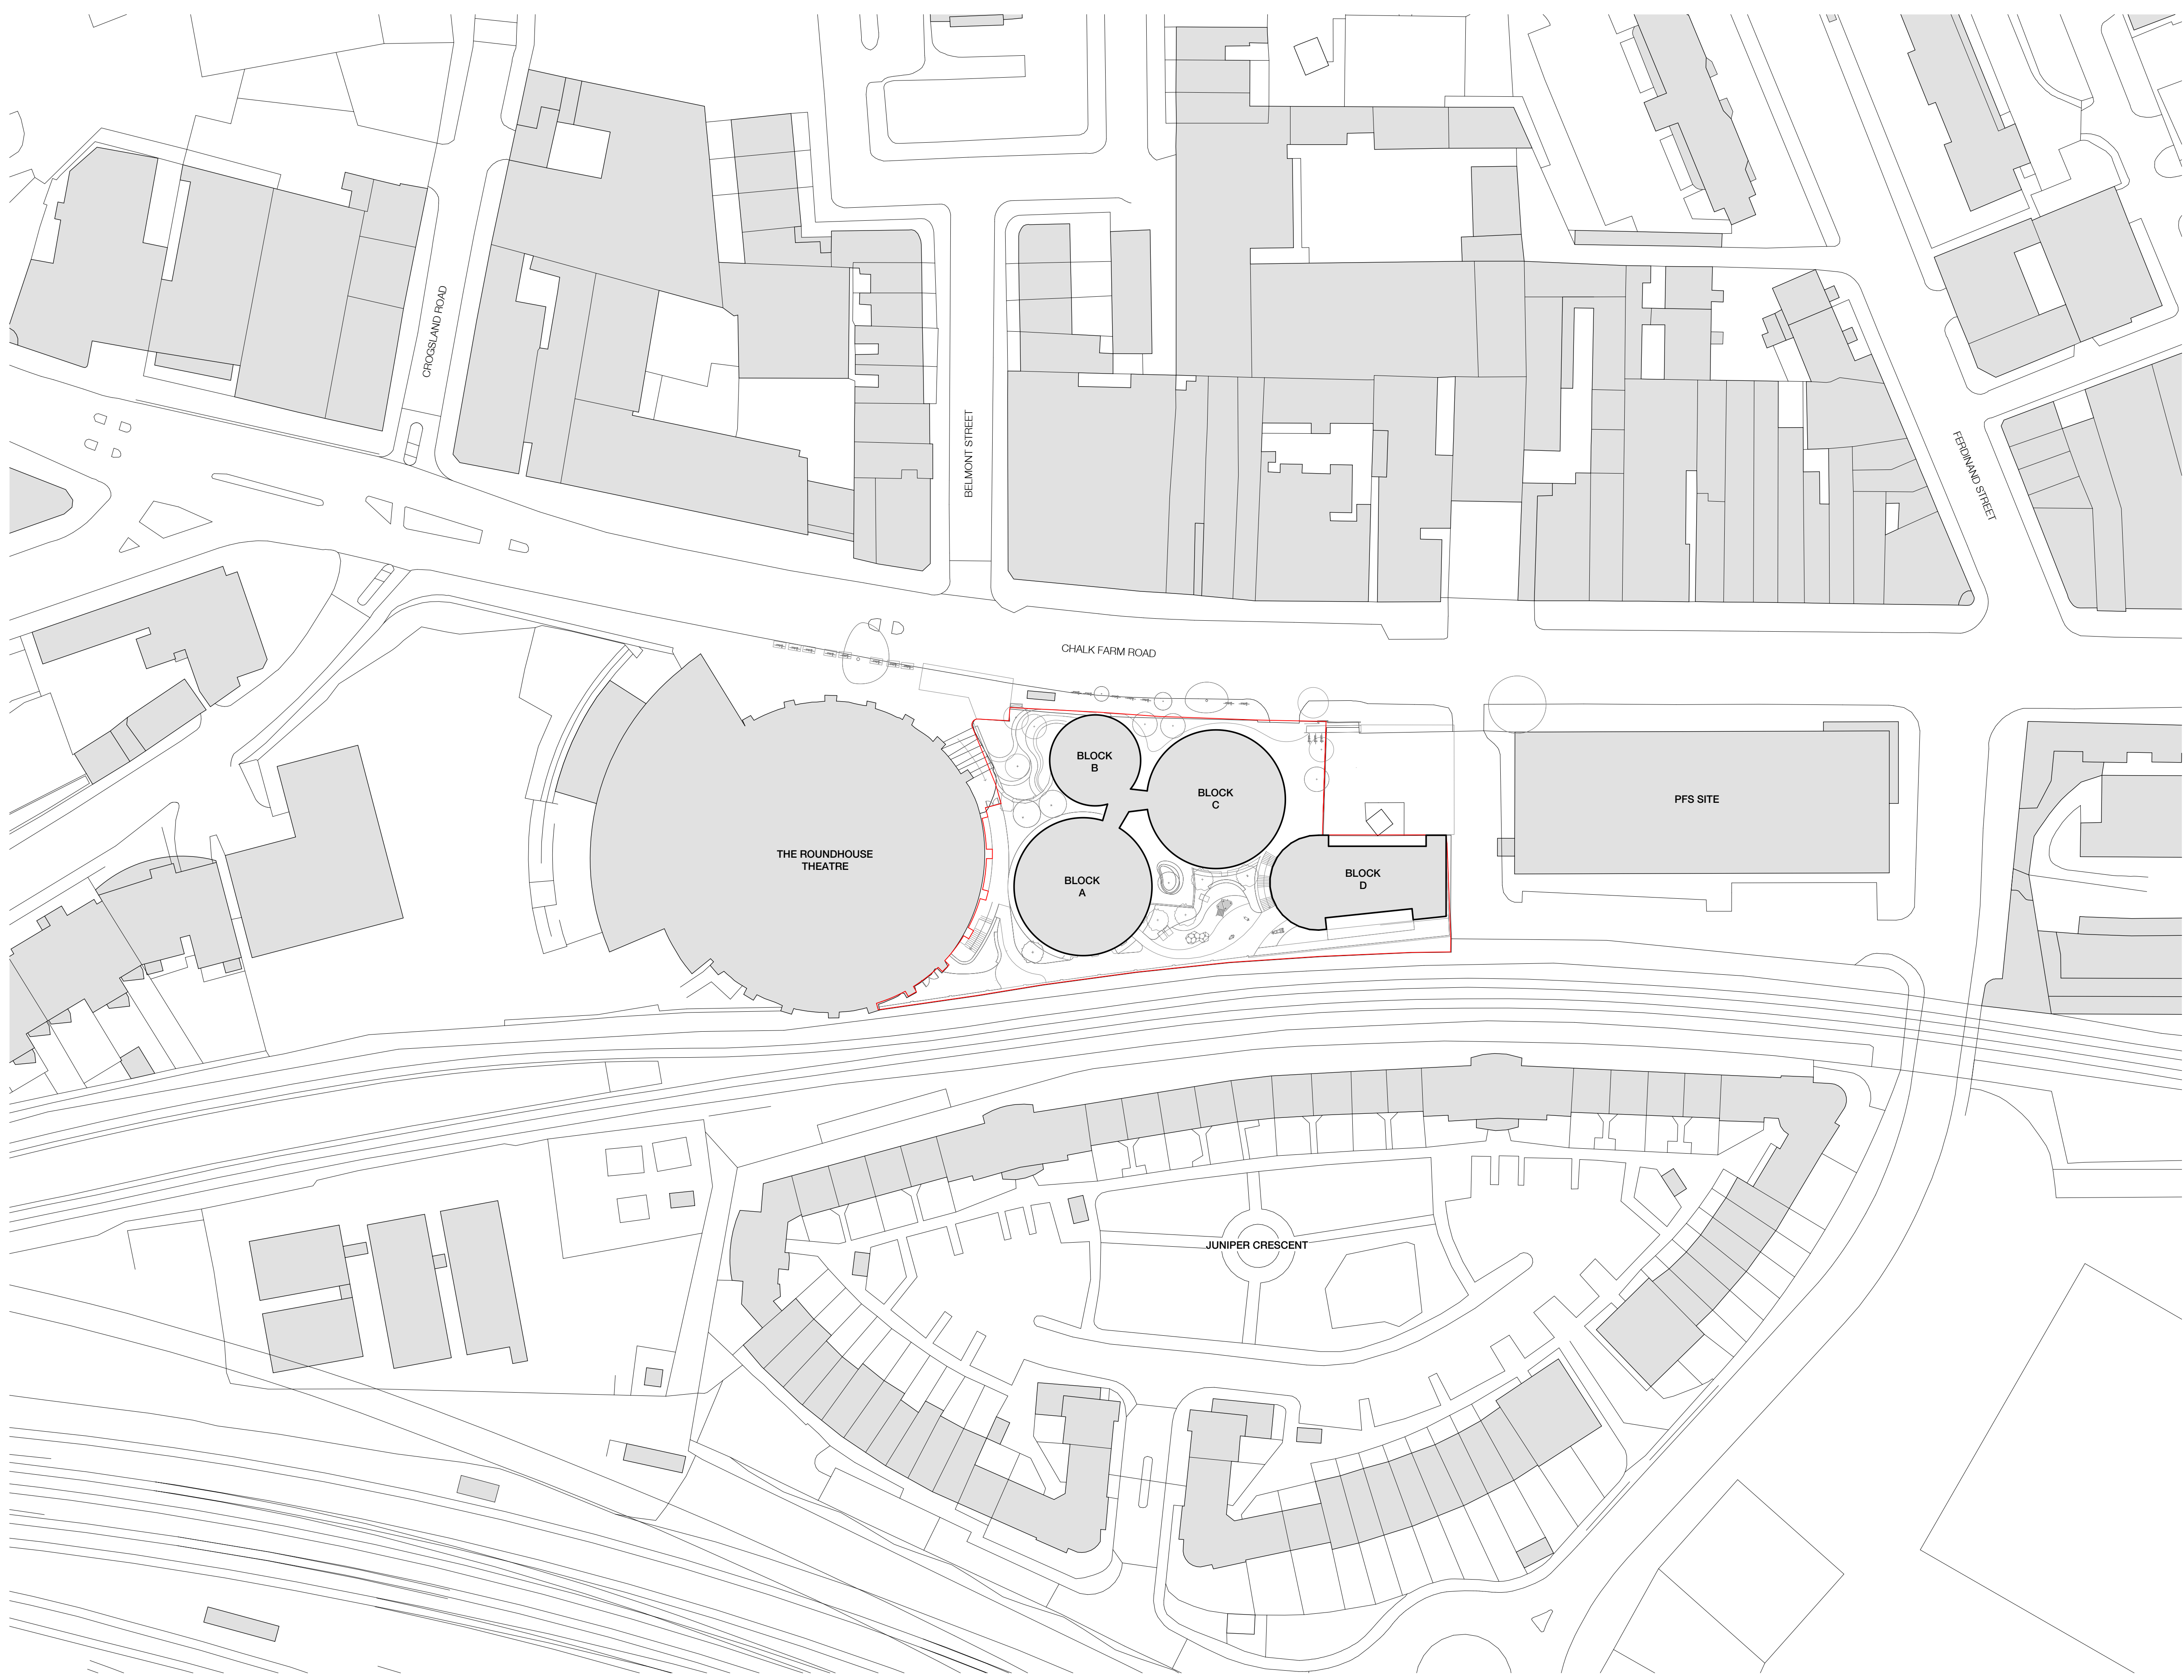 CROGSLAND ROAD
BELMONT STREET
FERDINAND STREET
CHALK FARM ROAD
BLOCK
B
BLOCK
C
PFS SITE
THE ROUNDHOUSE
THEATRE
BLOCK
A
BLOCK
D
JUNIPER CRESCENT